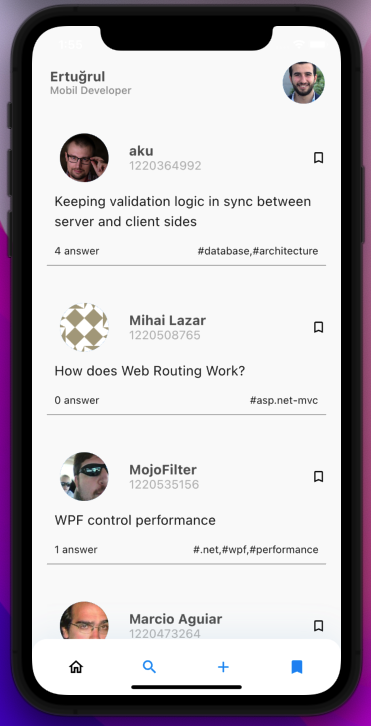 Ertuğrul
Mobil Developer
aku
1220364992
Keeping validation logic in sync between
server and client sides
4 answer
#database,#architecture
Mihai Lazar
1220508765
How does Web Routing Work?
0 answer
#asp.net-mvc
MojoFilter
1220535156
WPF control performance
1 answer
#.net,#wpf,#performance
Marcio Aguiar
1220473264